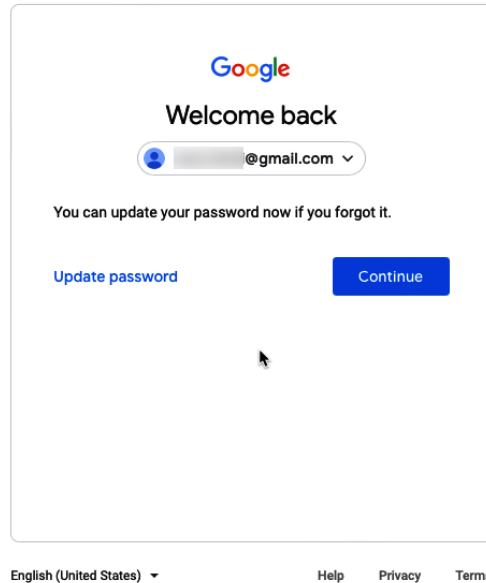 Google
Welcome back
@gmail.com
You can update your password now if you forgot it.
Update password Continue
English (United States) Help Privacy